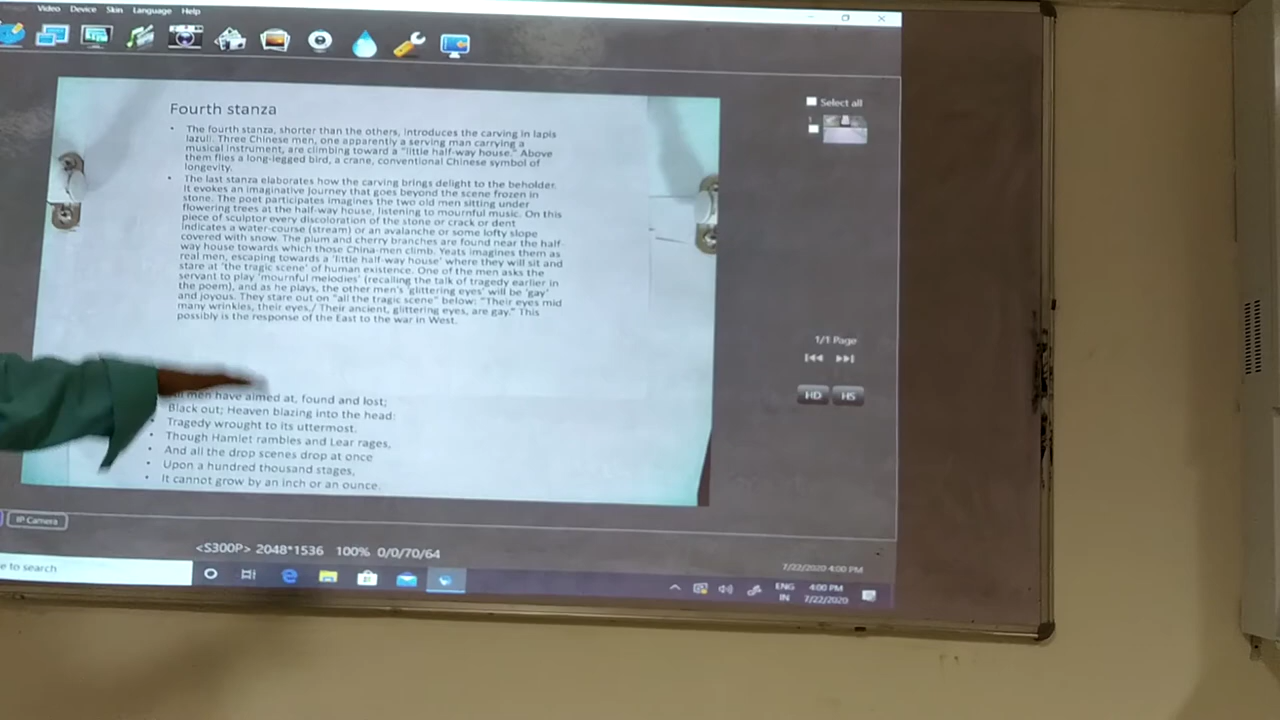 Video Device Skin Language Help
Select all
Fourth stanza
• The fourth stanza, shorter than the others, introduces the carving in lapis
lazuli. Three Chinese men, one apparently a serving man carrying a
musical instrument, are climbing toward a "little half-way house." Above
them flies a long-legged bird, a crane, conventional Chinese symbol of
longevity.
• The last stanza elaborates how the carving brings delight to the beholder.
It evokes an imaginative journey that goes beyond the scene frozen in
stone. The poet participates imagines the two old men sitting under
flowering trees at the half-way house, listening to mournful music. On this
piece of sculptor every discoloration of the stone or crack or dent
indicates a water-course (stream) or an avalanche or some lofty slope
covered with snow. The plum and cherry branches are found near the half-
way house towards which those China-men climb. Yeats imagines them as
real men, escaping towards a 'little half-way house' where they will sit and
stare at 'the tragic scene' of human existence. One of the men asks the
servant to play 'mournful melodies' (recalling the talk of tragedy earlier in
the poem), and as he plays, the other men's 'glittering eyes' will be 'gay'
and joyous. They stare out on "all the tragic scene" below: "Their eyes mid
many wrinkles, their eyes,/ Their ancient, glittering eyes, are gay." This
possibly is the response of the East to the war in West.
1/1 Page
HD HS
men have aimed at, found and lost;
Black out; Heaven blazing into the head:
• Tragedy wrought to its uttermost.
• Though Hamlet rambles and Lear rages,
• And all the drop scenes drop at once
• Upon a hundred thousand stages,
• It cannot grow by an inch or an ounce.
IP Camera
<S300P> 2048*1536 100% 0/0/70/64
7/22/2020 4:00 PM
e to search
ENG 4:00 PM
IN 7/22/2020